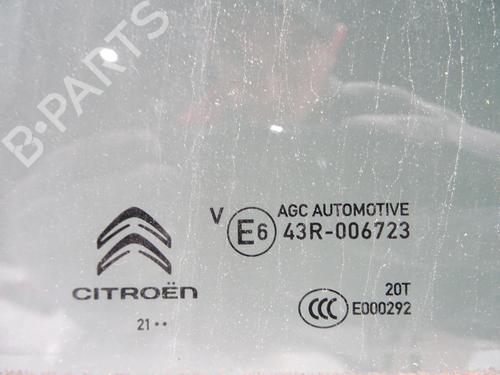 B-PARTS
V E6 AGC AUTOMOTIVE
43R-006723
CITROËN
CCC 20T
E000292
21 ••